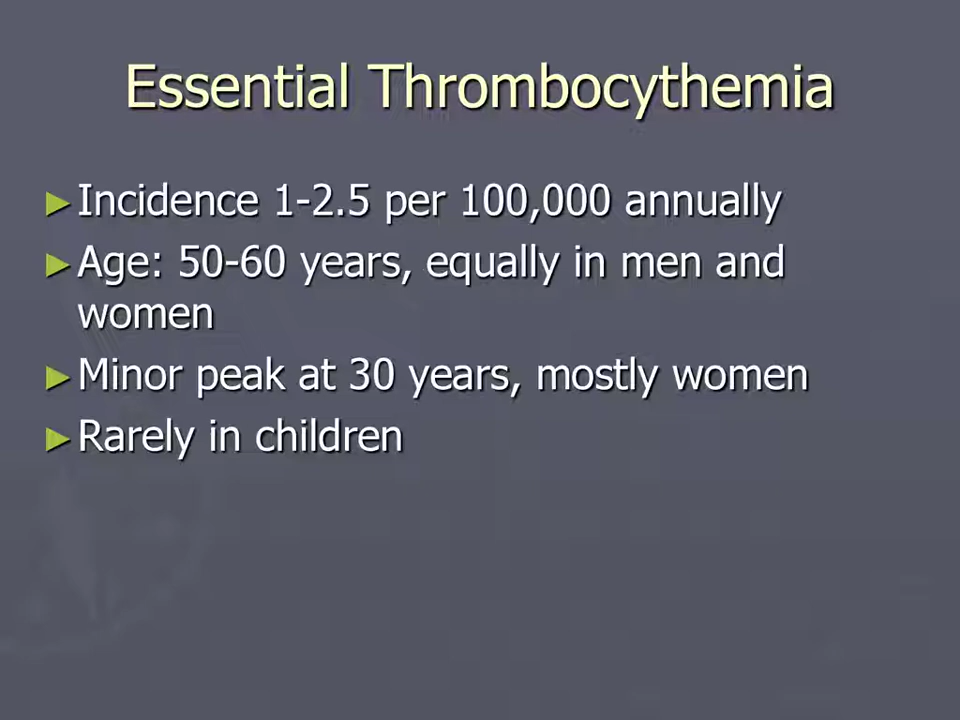 Essential Thrombocythemia
► Incidence 1-2.5 per 100,000 annually
► Age: 50-60 years, equally in men and
women
► Minor peak at 30 years, mostly women
► Rarely in children